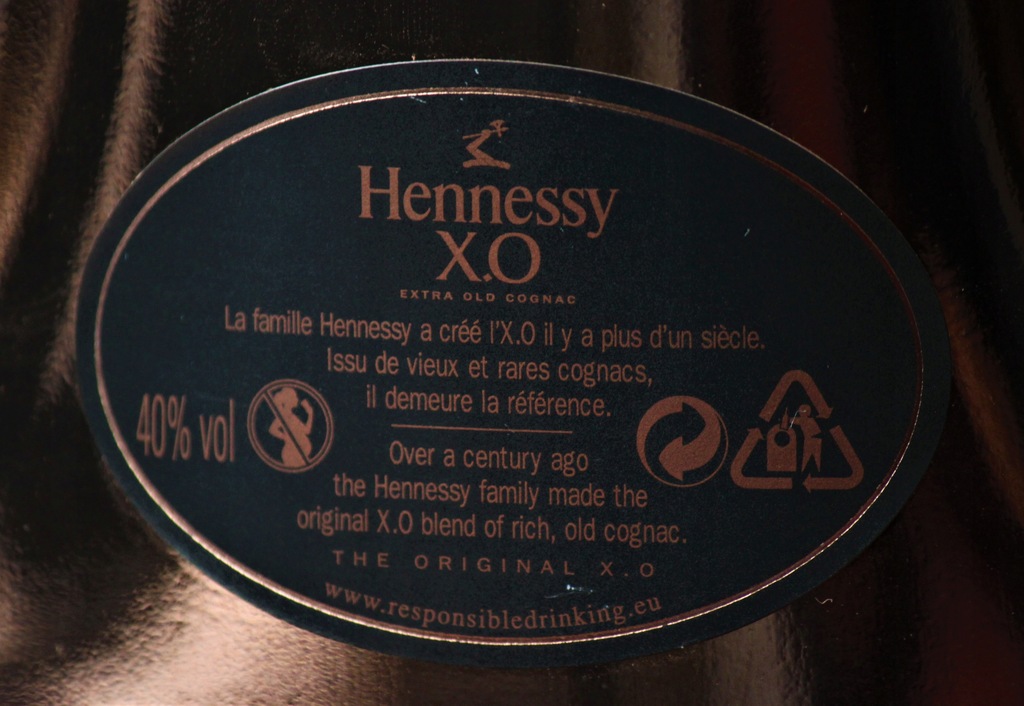 Hennessy
X.O
EXTRA OLD COGNAC
La famille Hennessy a créé l'X.O il y a plus d'un siècle.
Issu de vieux et rares cognacs,
il demeure la référence.
40% vol
Over a century ago
the Hennessy family made the
original X.O blend of rich, old cognac.
THE ORIGINAL X.O
www.responsibledrinking.eu